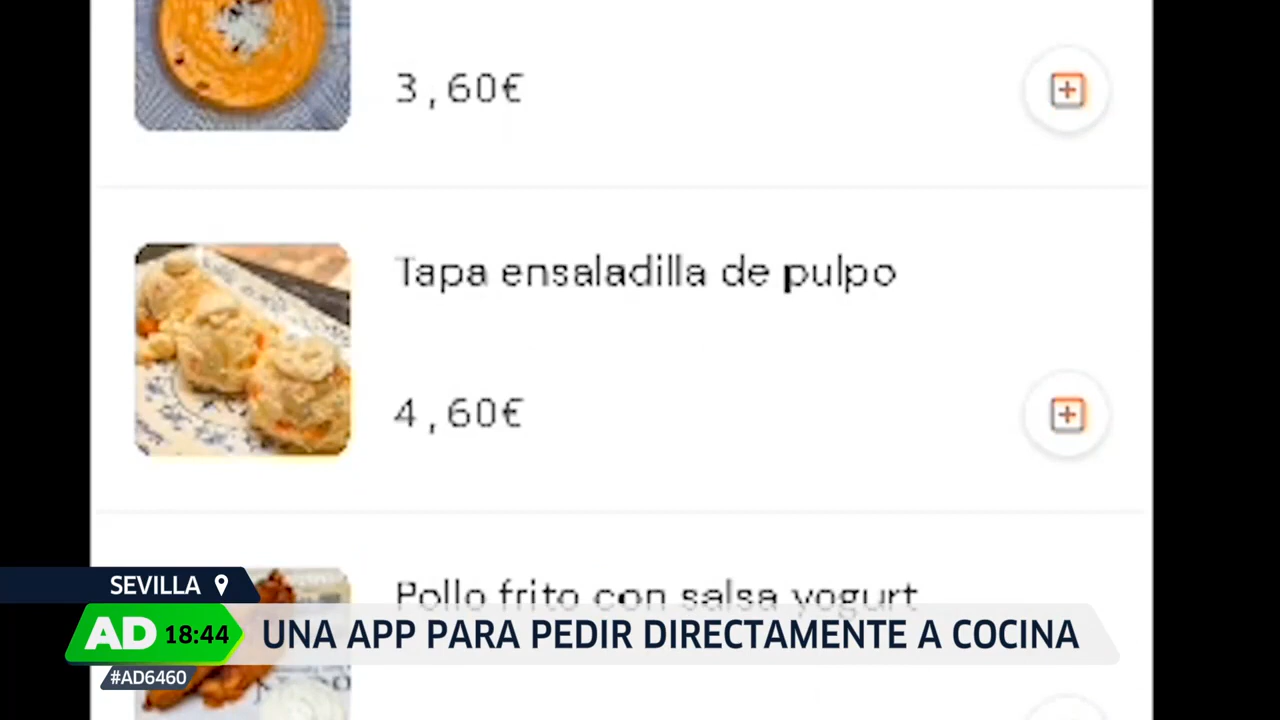 3,60€
Tapa ensaladilla de pulpo
4,60€
Pollo frito con salsa yogurt
SEVILLA
AD 18:44
UNA APP PARA PEDIR DIRECTAMENTE A COCINA
#AD6460